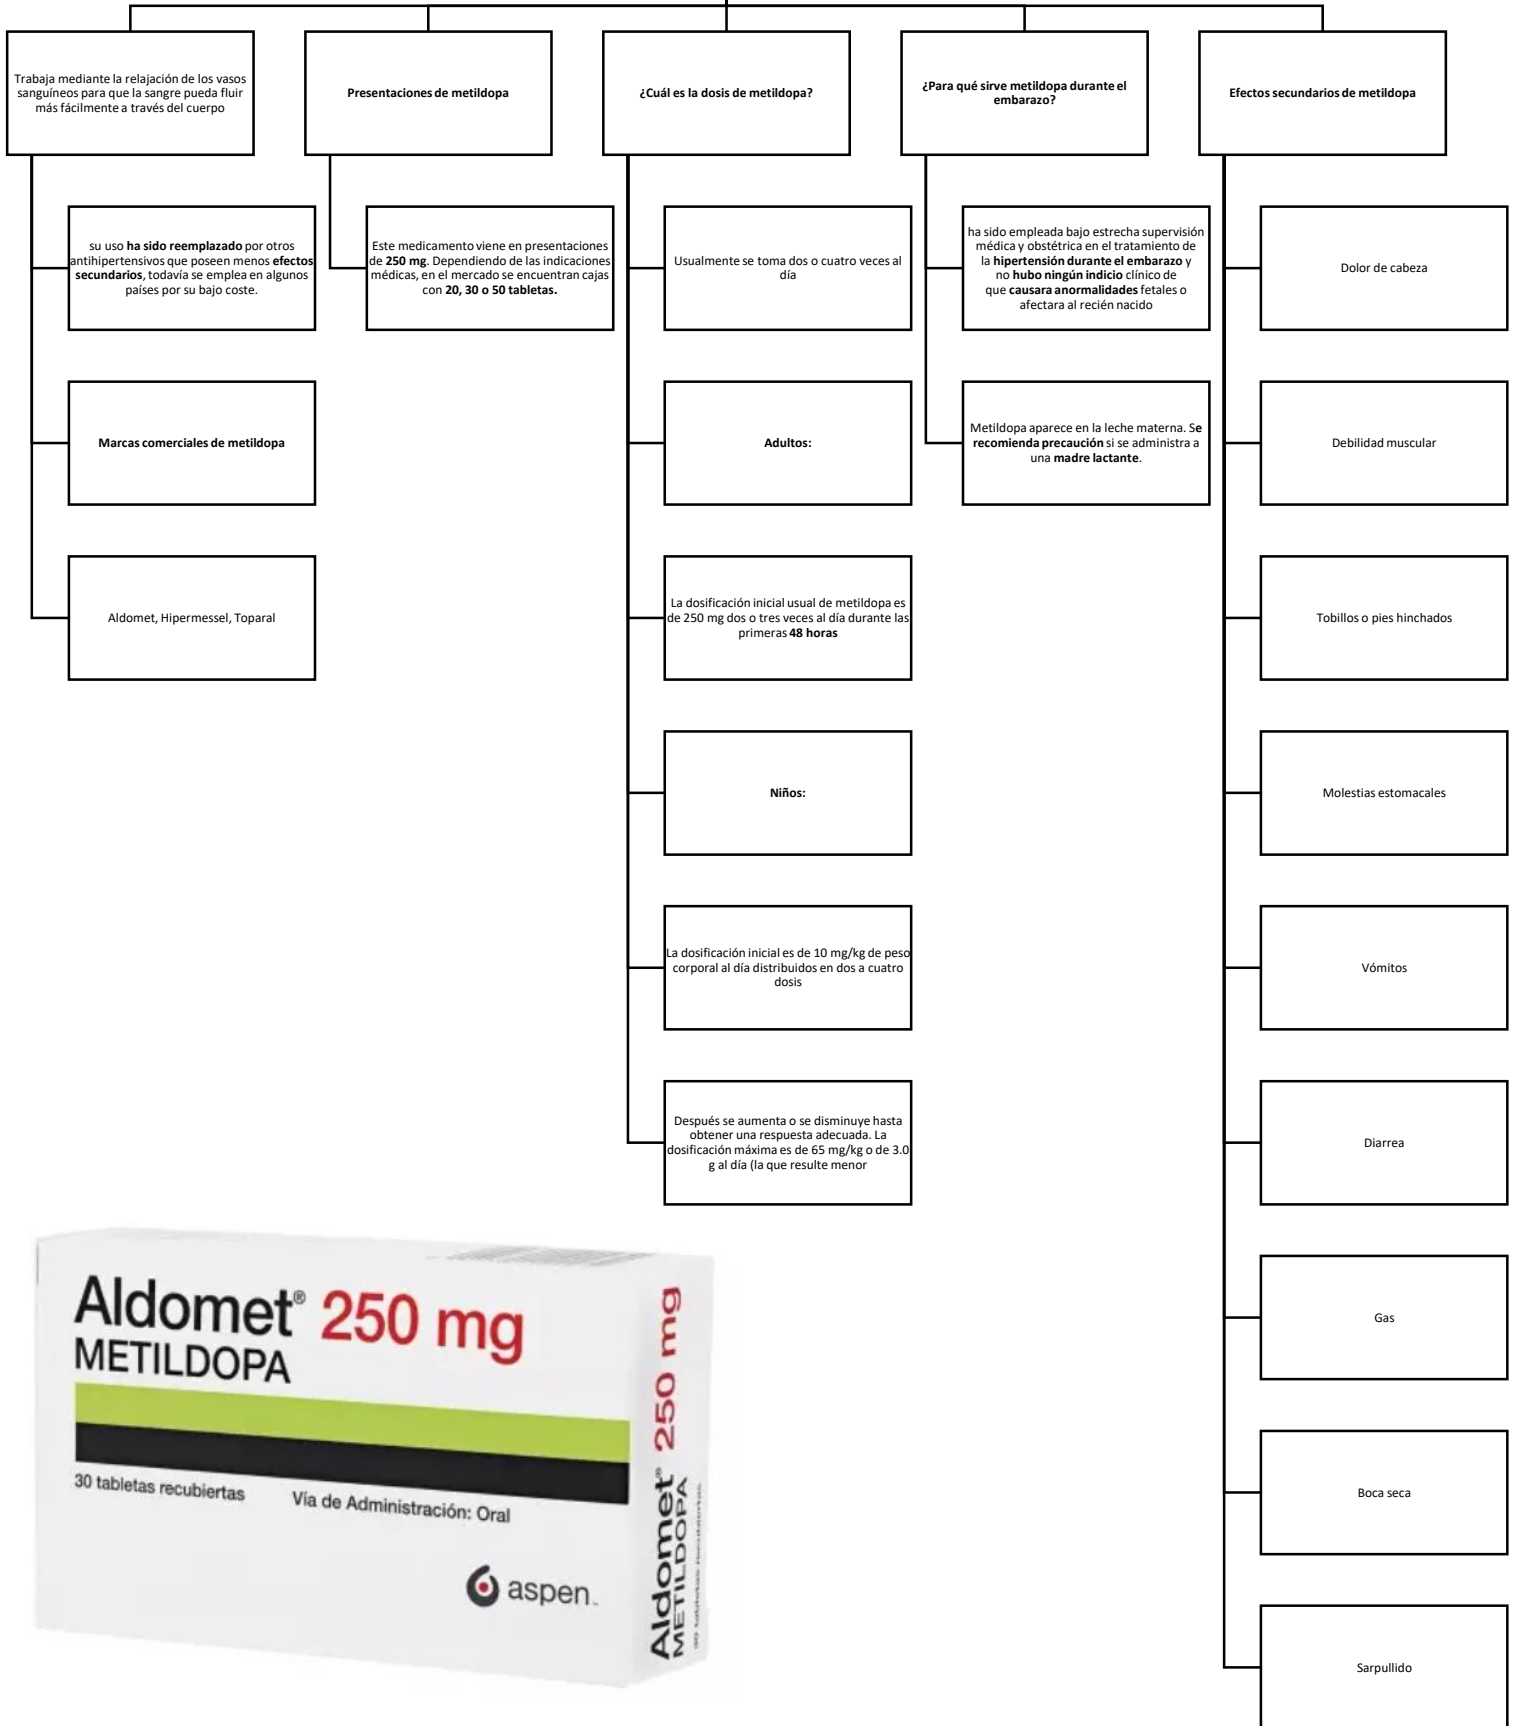 Trabaja mediante la relajación de los vasos
sanguíneos para que la sangre pueda fluir
más fácilmente a través del cuerpo
su uso ha sido reemplazado por otros
antihipertensivos que poseen menos efectos
secundarios, todavía se emplea en algunos
países por su bajo coste.
Marcas comerciales de metildopa
Aldomet, Hipermessel, Toparal
Presentaciones de metildopa
Este medicamento viene en presentaciones
de 250 mg. Dependiendo de las indicaciones
médicas, en el mercado se encuentran cajas
con 20, 30 o 50 tabletas.
¿Cuál es la dosis de metildopa?
Usualmente se toma dos o cuatro veces al
día
Adultos:
La dosificación inicial usual de metildopa es
de 250 mg dos o tres veces al día durante las
primeras 48 horas
Niños:
La dosificación inicial es de 10 mg/kg de peso
corporal al día distribuidos en dos a cuatro
dosis
Después se aumenta o se disminuye hasta
obtener una respuesta adecuada. La
dosificación máxima es de 65 mg/kg o de 3.0
g al día (la que resulte menor
¿Para qué sirve metildopa durante el
embarazo?
ha sido empleada bajo estrecha supervisión
médica y obstétrica en el tratamiento de
la hipertensión durante el embarazo y
no hubo ningún indicio clínico de
que causara anormalidades fetales o
afectara al recién nacido
Metildopa aparece en la leche materna. Se
recomienda precaución si se administra a
una madre lactante.
Efectos secundarios de metildopa
Dolor de cabeza
Debilidad muscular
Tobillos o pies hinchados
Molestias estomacales
Vómitos
Diarrea
Gas
Boca seca
Sarpullido
Aldomet® 250 mg
METILDOPA
30 tabletas recubiertas Vía de Administración: Oral
aspen™
Aldomet® 250 mg
METILDOPA
30 tabletas recubiertas